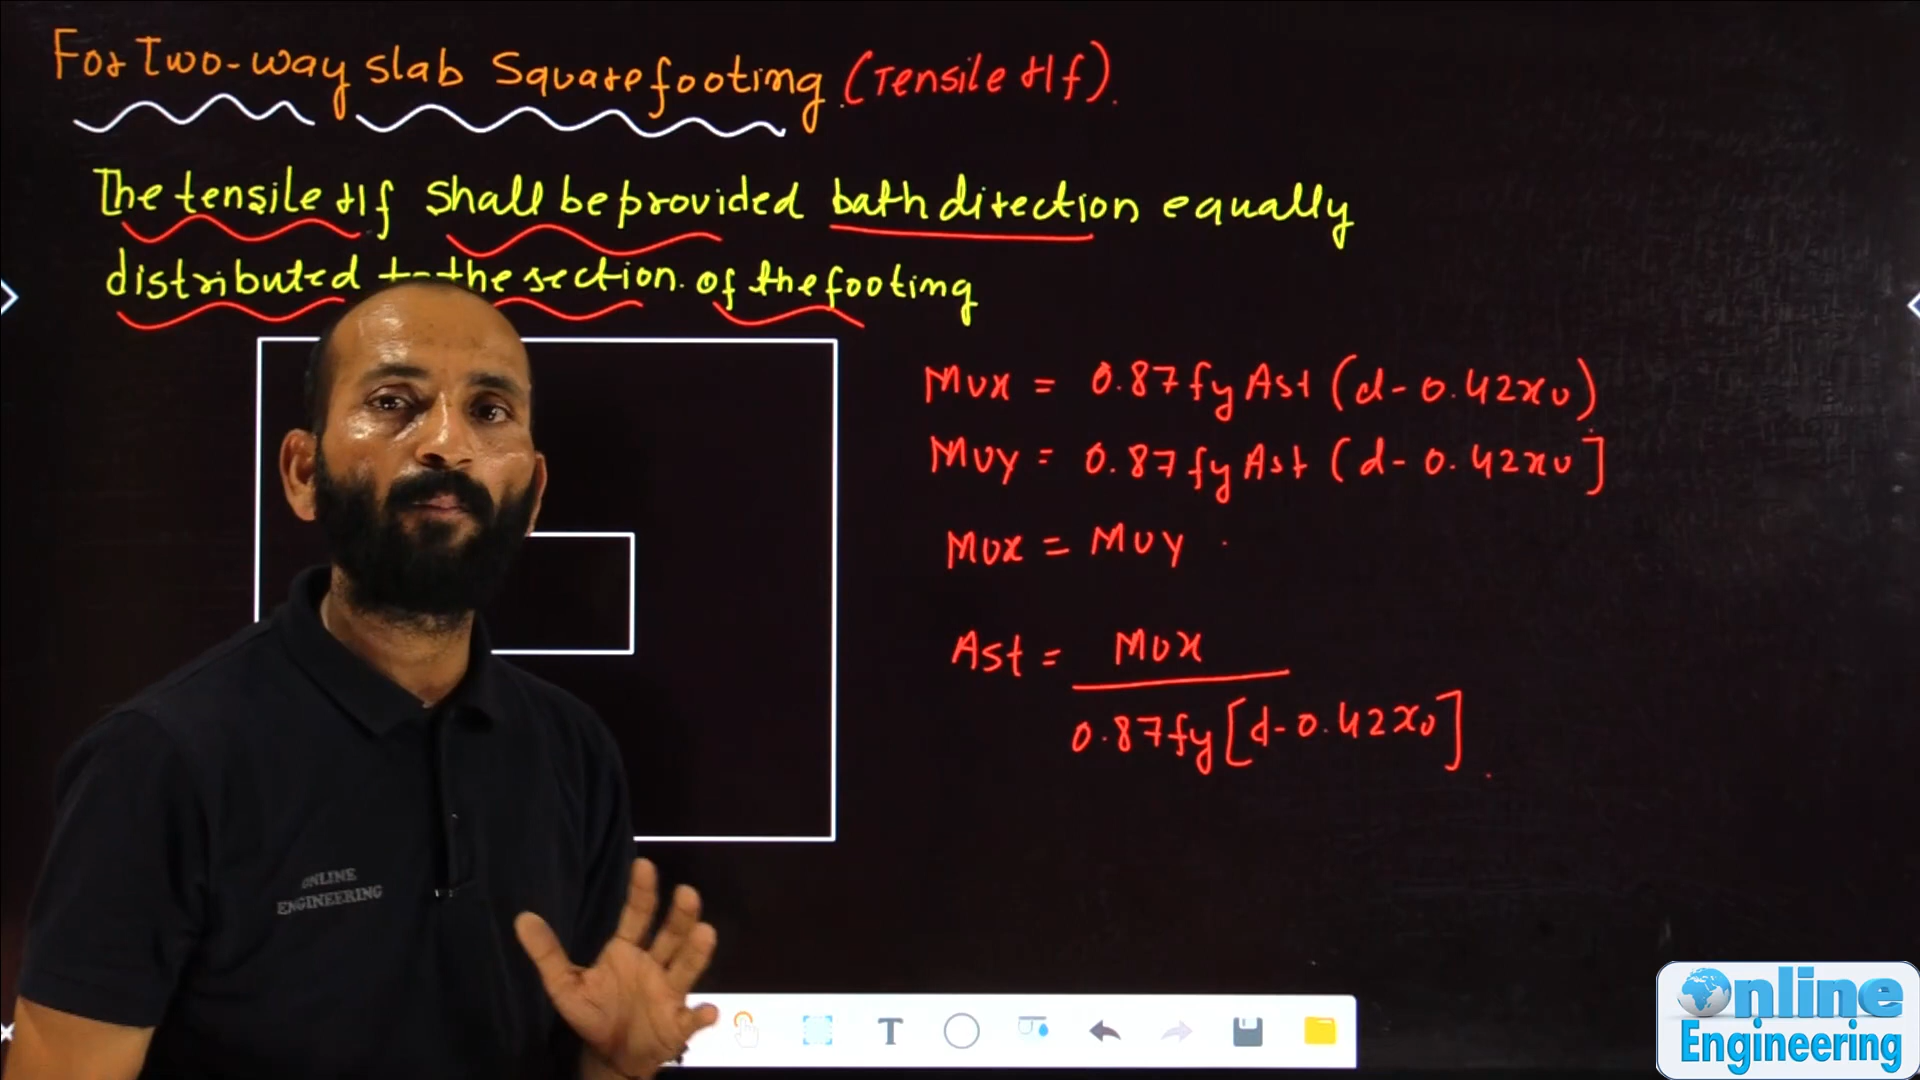 For Two-way slab Square footing (Tensile r/f).
The tensile r/f shall be provided bath direction equally
distributed to the section of the footing
Mux = 0.87 fy Ast (d - 0.42xu)
Muy = 0.87 fy Ast (d - 0.42xu]
Mux = Muy
Ast = Mux
0.87fy [d - 0.42xu]
ONLINE
ENGINEERING
T
Online
Engineering